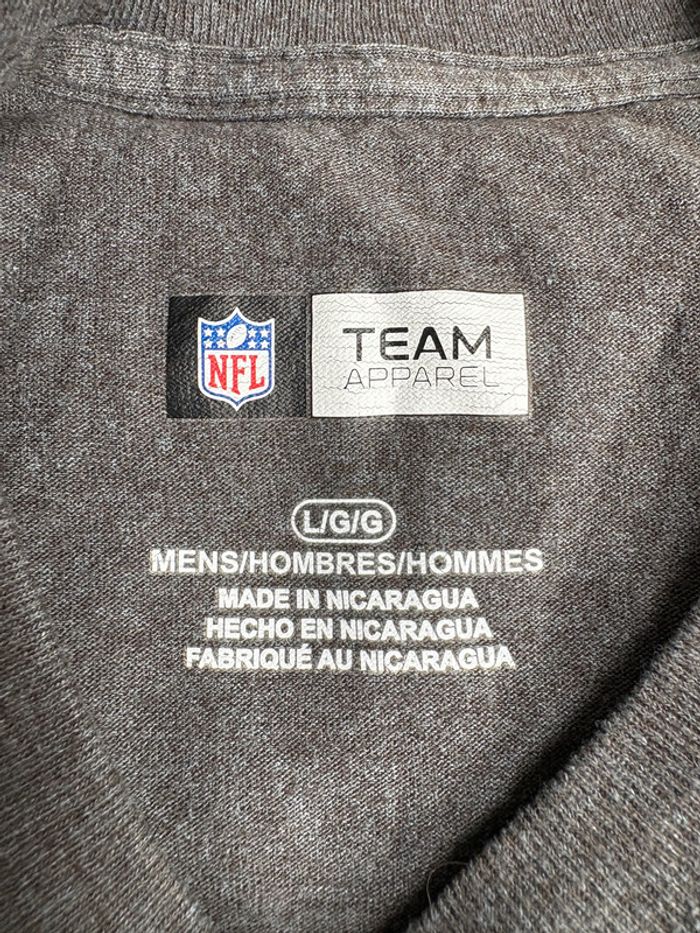 NFL
TEAM
APPAREL
L/G/G
MENS/HOMBRES/HOMMES
MADE IN NICARAGUA
HECHO EN NICARAGUA
FABRIQUÉ AU NICARAGUA